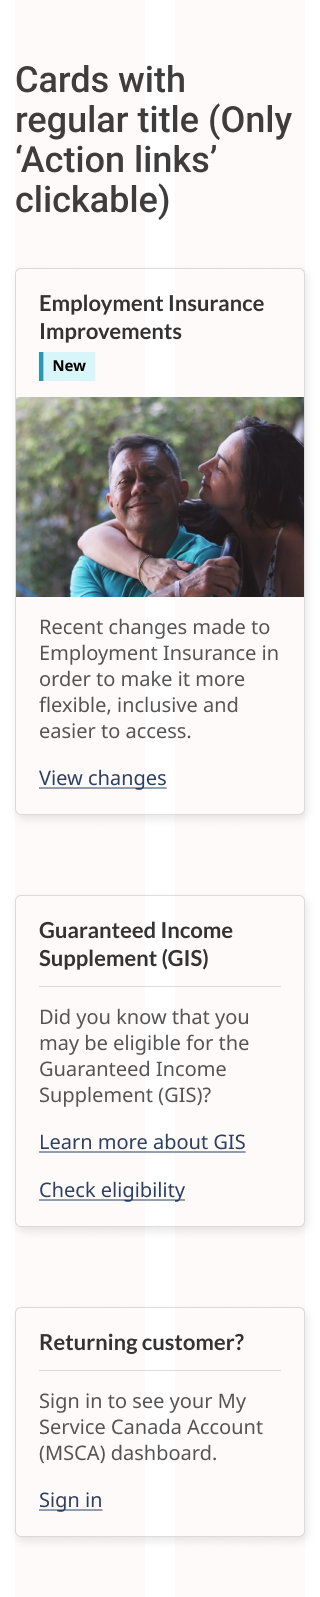 Cards with
regular title (Only
‘Action links’
clickable)
Employment Insurance
Improvements
New
Recent changes made to
Employment Insurance in
order to make it more
flexible, inclusive and
easier to access.
View changes
Guaranteed Income
Supplement (GIS)
Did you know that you
may be eligible for the
Guaranteed Income
Supplement (GIS)?
Learn more about GIS
Check eligibility
Returning customer?
Sign in to see your My
Service Canada Account
(MSCA) dashboard.
Sign in